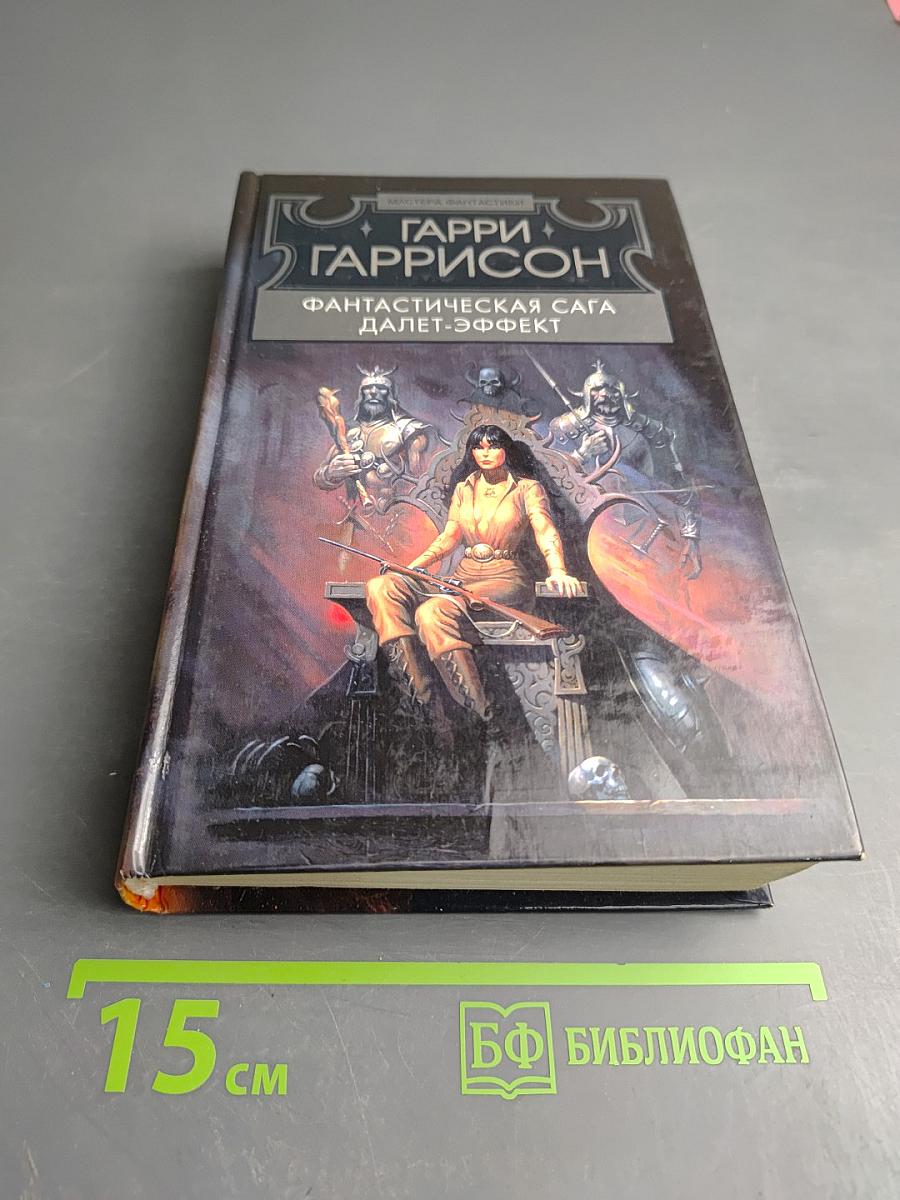 МАСТЕРА ФАНТАСТИКИ
ГАРРИ
ГАРРИСОН
ФАНТАСТИЧЕСКАЯ САГА
ДАЛЕТ-ЭФФЕКТ
15 см
БФ БИБЛИОФАН